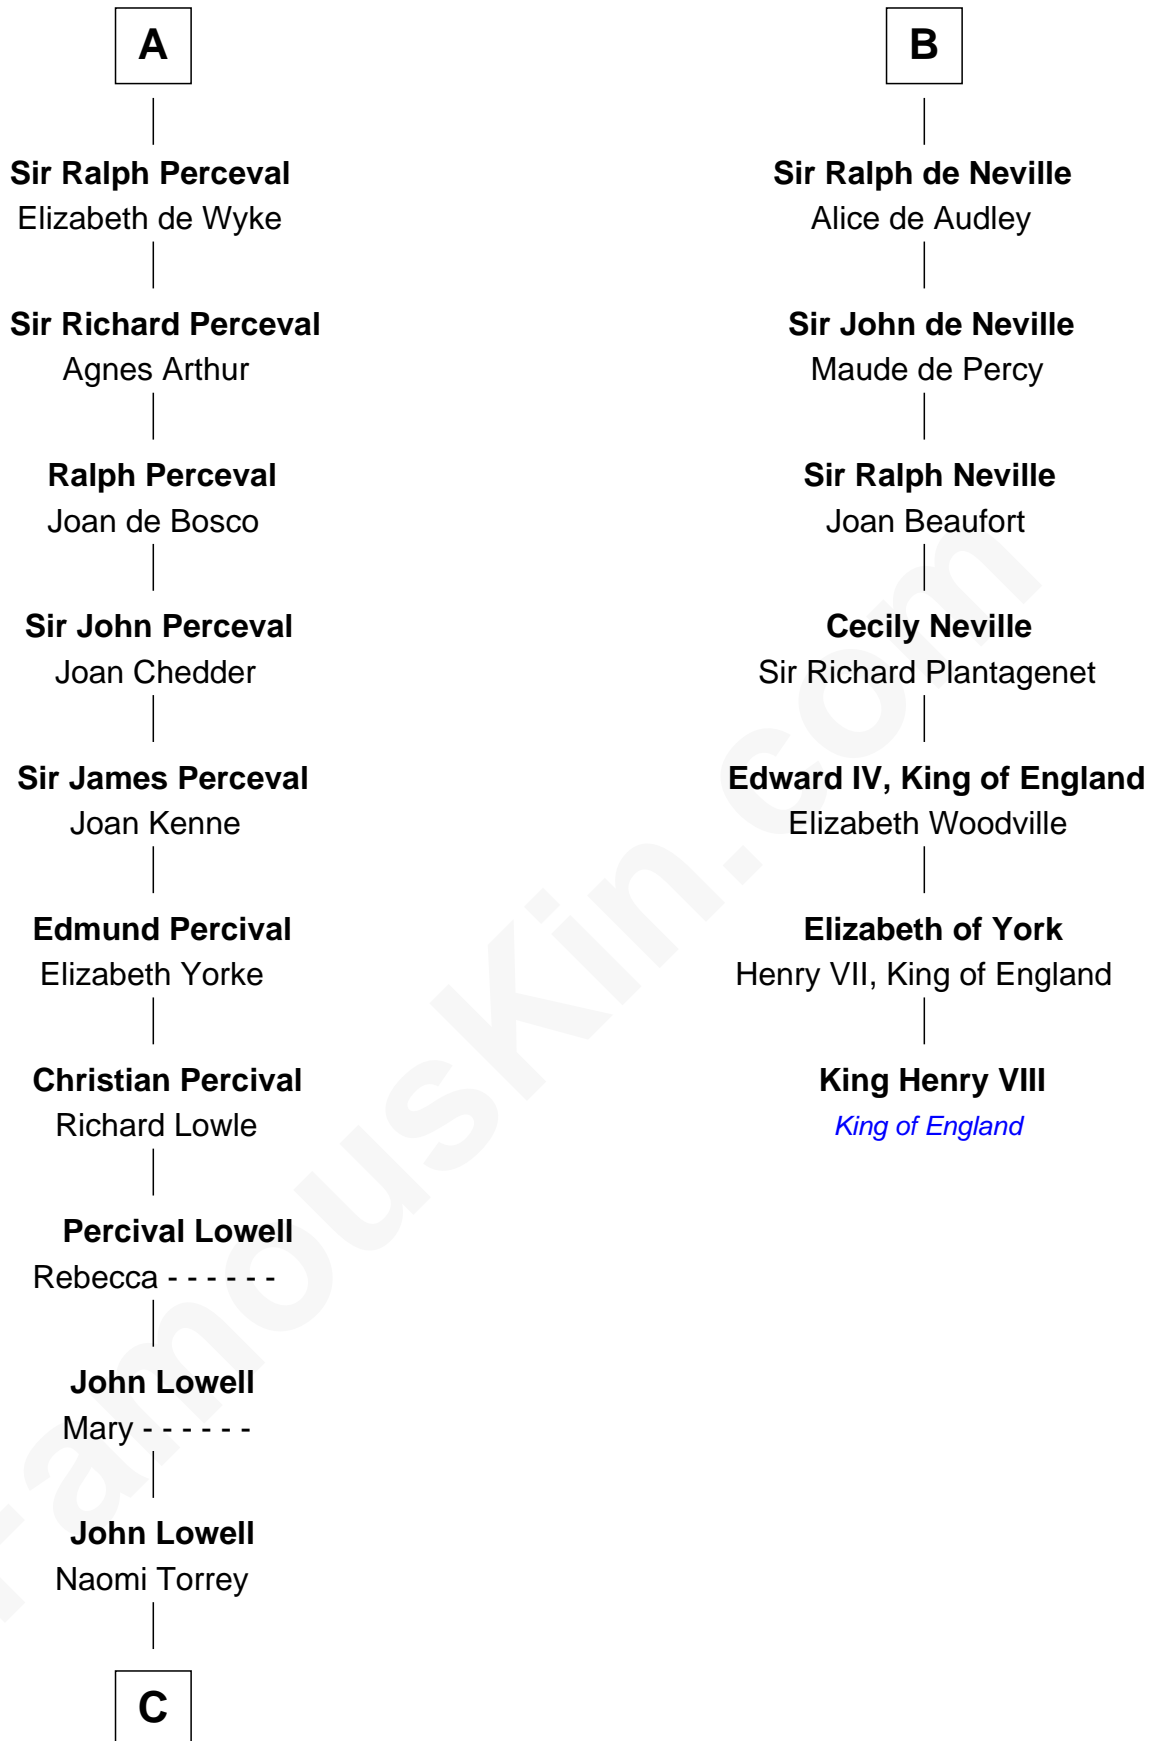 A
Sir Ralph Perceval
Elizabeth de Wyke
Sir Richard Perceval
Agnes Arthur
Ralph Perceval
Joan de Bosco
Sir John Perceval
Joan Chedder
Sir James Perceval
Joan Kenne
Edmund Percival
Elizabeth Yorke
Christian Percival
Richard Lowle
Percival Lowell
Rebecca - - - - - -
John Lowell
Mary - - - - - -
John Lowell
Naomi Torrey
C
B
Sir Ralph de Neville
Alice de Audley
Sir John de Neville
Maude de Percy
Sir Ralph Neville
Joan Beaufort
Cecily Neville
Sir Richard Plantagenet
Edward IV, King of England
Elizabeth Woodville
Elizabeth of York
Henry VII, King of England
King Henry VIII
King of England
FamousKin.com